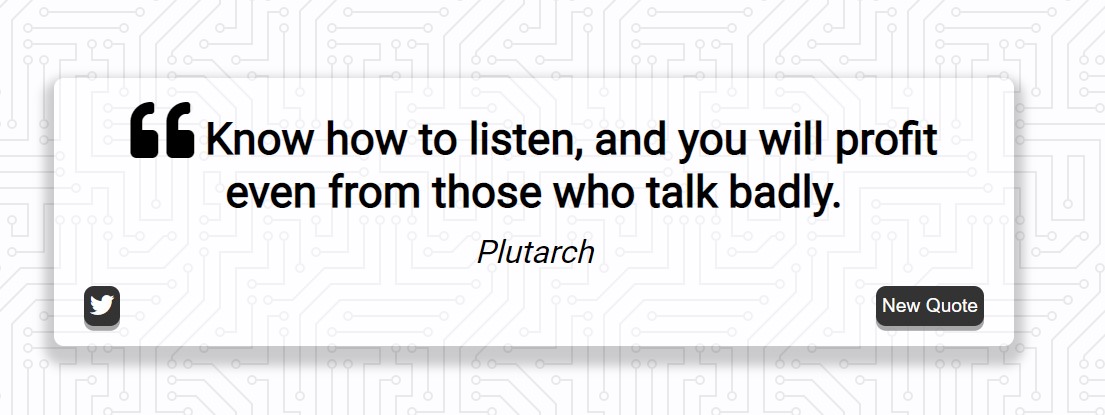 Know how to listen, and you will profit
even from those who talk badly.
Plutarch
New Quote